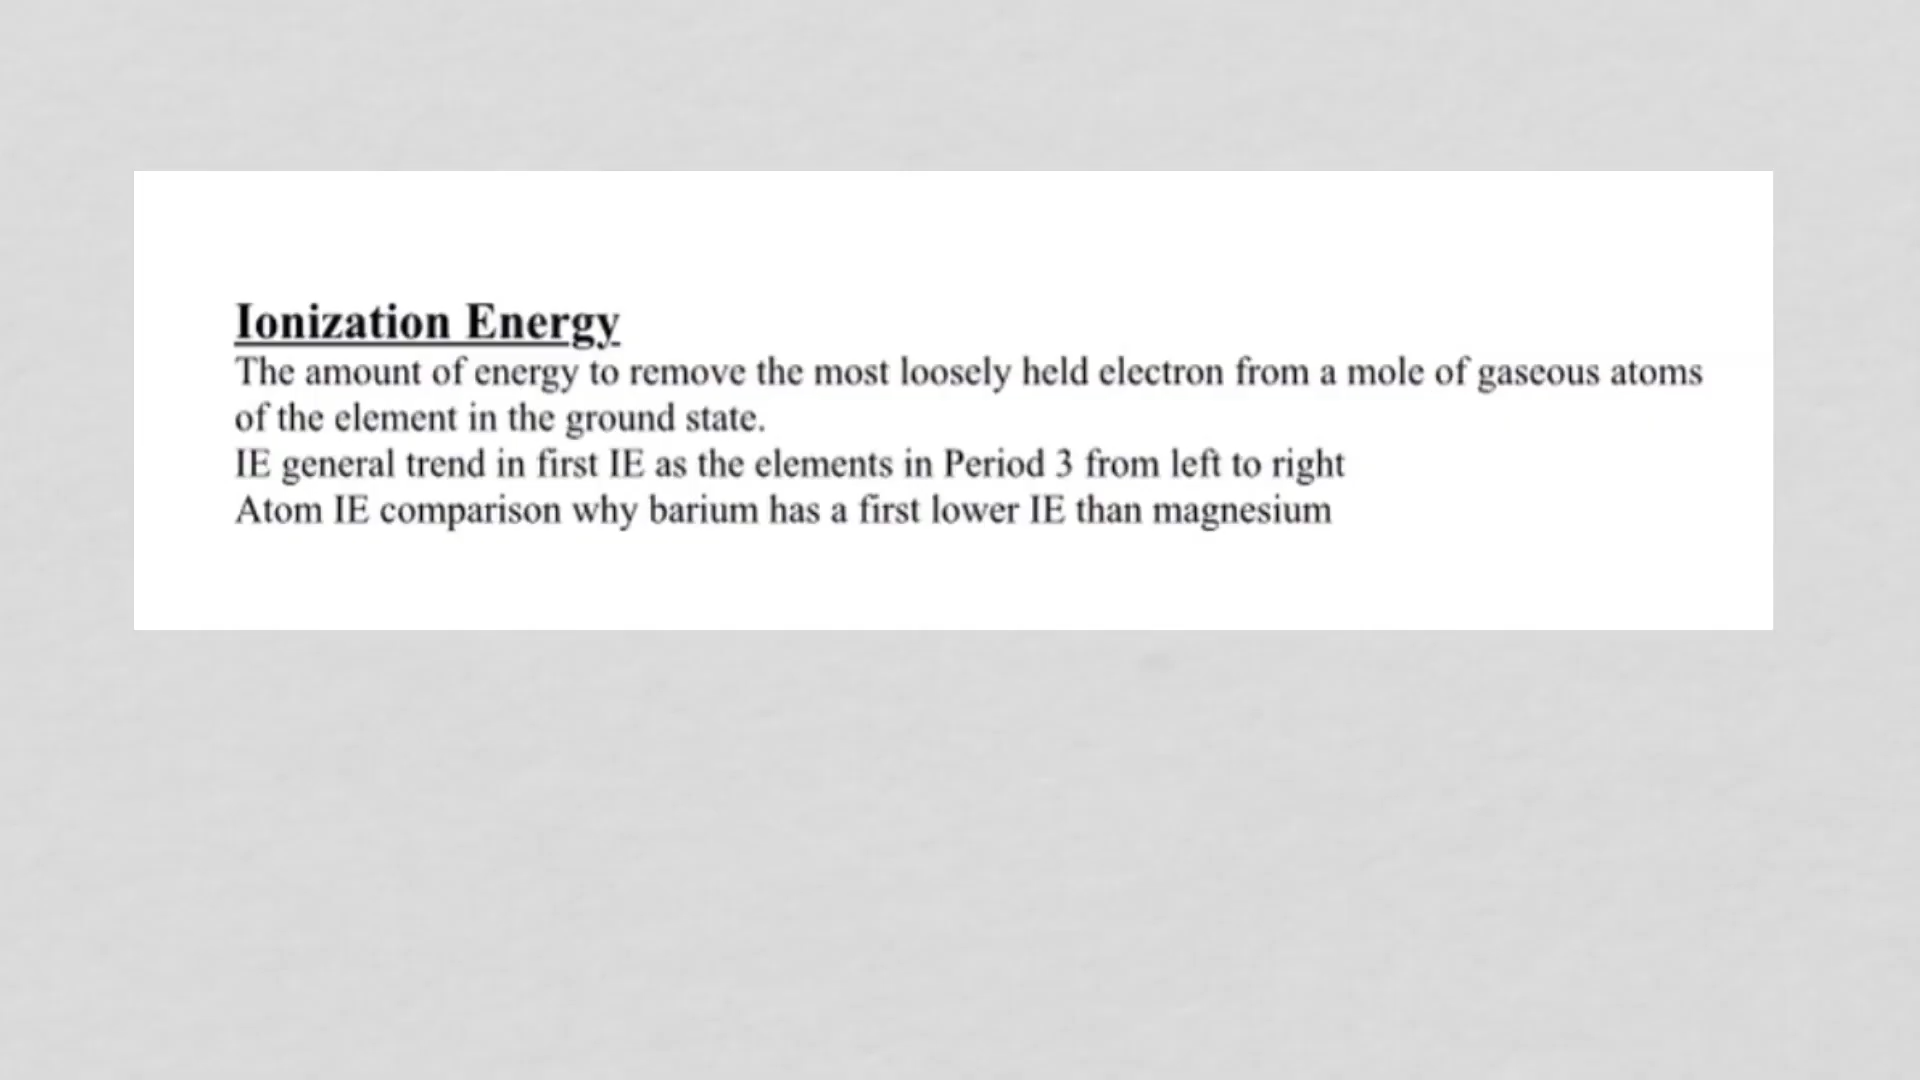 Ionization Energy
The amount of energy to remove the most loosely held electron from a mole of gaseous atoms
of the element in the ground state.
IE general trend in first IE as the elements in Period 3 from left to right
Atom IE comparison why barium has a first lower IE than magnesium